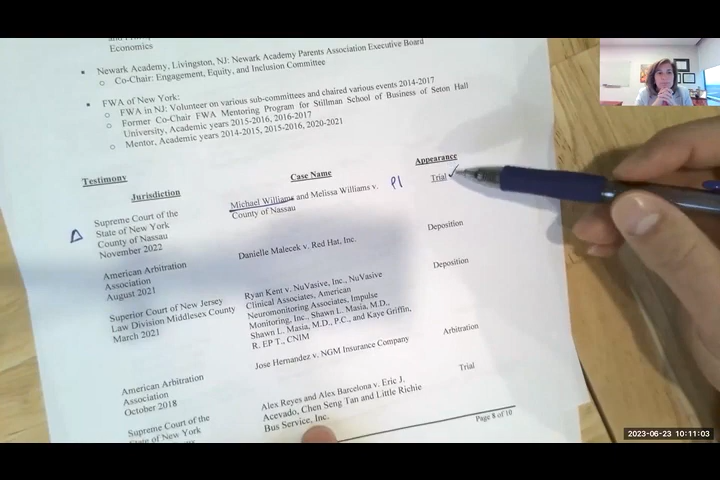 Economics
Newark Academy, Livingston, NJ: Newark Academy Parents Association Executive Board
Co-Chair: Engagement, Equity, and Inclusion Committee
FWA of New York:
FWA in NJ: Volunteer on various sub-committees and chaired various events 2014-2017
Former Co-Chair FWA Mentoring Program for Stillman School of Business of Seton Hall
University, Academic years 2015-2016, 2016-2017
Mentor, Academic years 2014-2015, 2015-2016, 2020-2021
Testimony
Jurisdiction Case Name Appearance
Δ Supreme Court of the
State of New York
County of Nassau
November 2022
Michael Williams and Melissa Williams v.
County of Nassau
Pl
Trial ✓
American Arbitration
Association
August 2021
Danielle Malecek v. Red Hat, Inc.
Deposition
Superior Court of New Jersey
Law Division Middlesex County
March 2021
Ryan Kent v. NuVasive, Inc., NuVasive
Clinical Associates, American
Neuromonitoring Associates, Impulse
Monitoring, Inc., Shawn L. Masia, M.D.,
Shawn L. Masia, M.D., P.C., and Kaye Griffin,
R. EP T., CNIM
Deposition
American Arbitration
Association
October 2018
Jose Hernandez v. NGM Insurance Company
Arbitration
Supreme Court of the
State of New York
Alex Reyes and Alex Barcelona v. Eric J.
Acevado, Chen Seng Tan and Little Richie
Bus Service, Inc.
Trial
Page 8 of 10
2023-06-23 10:11:03